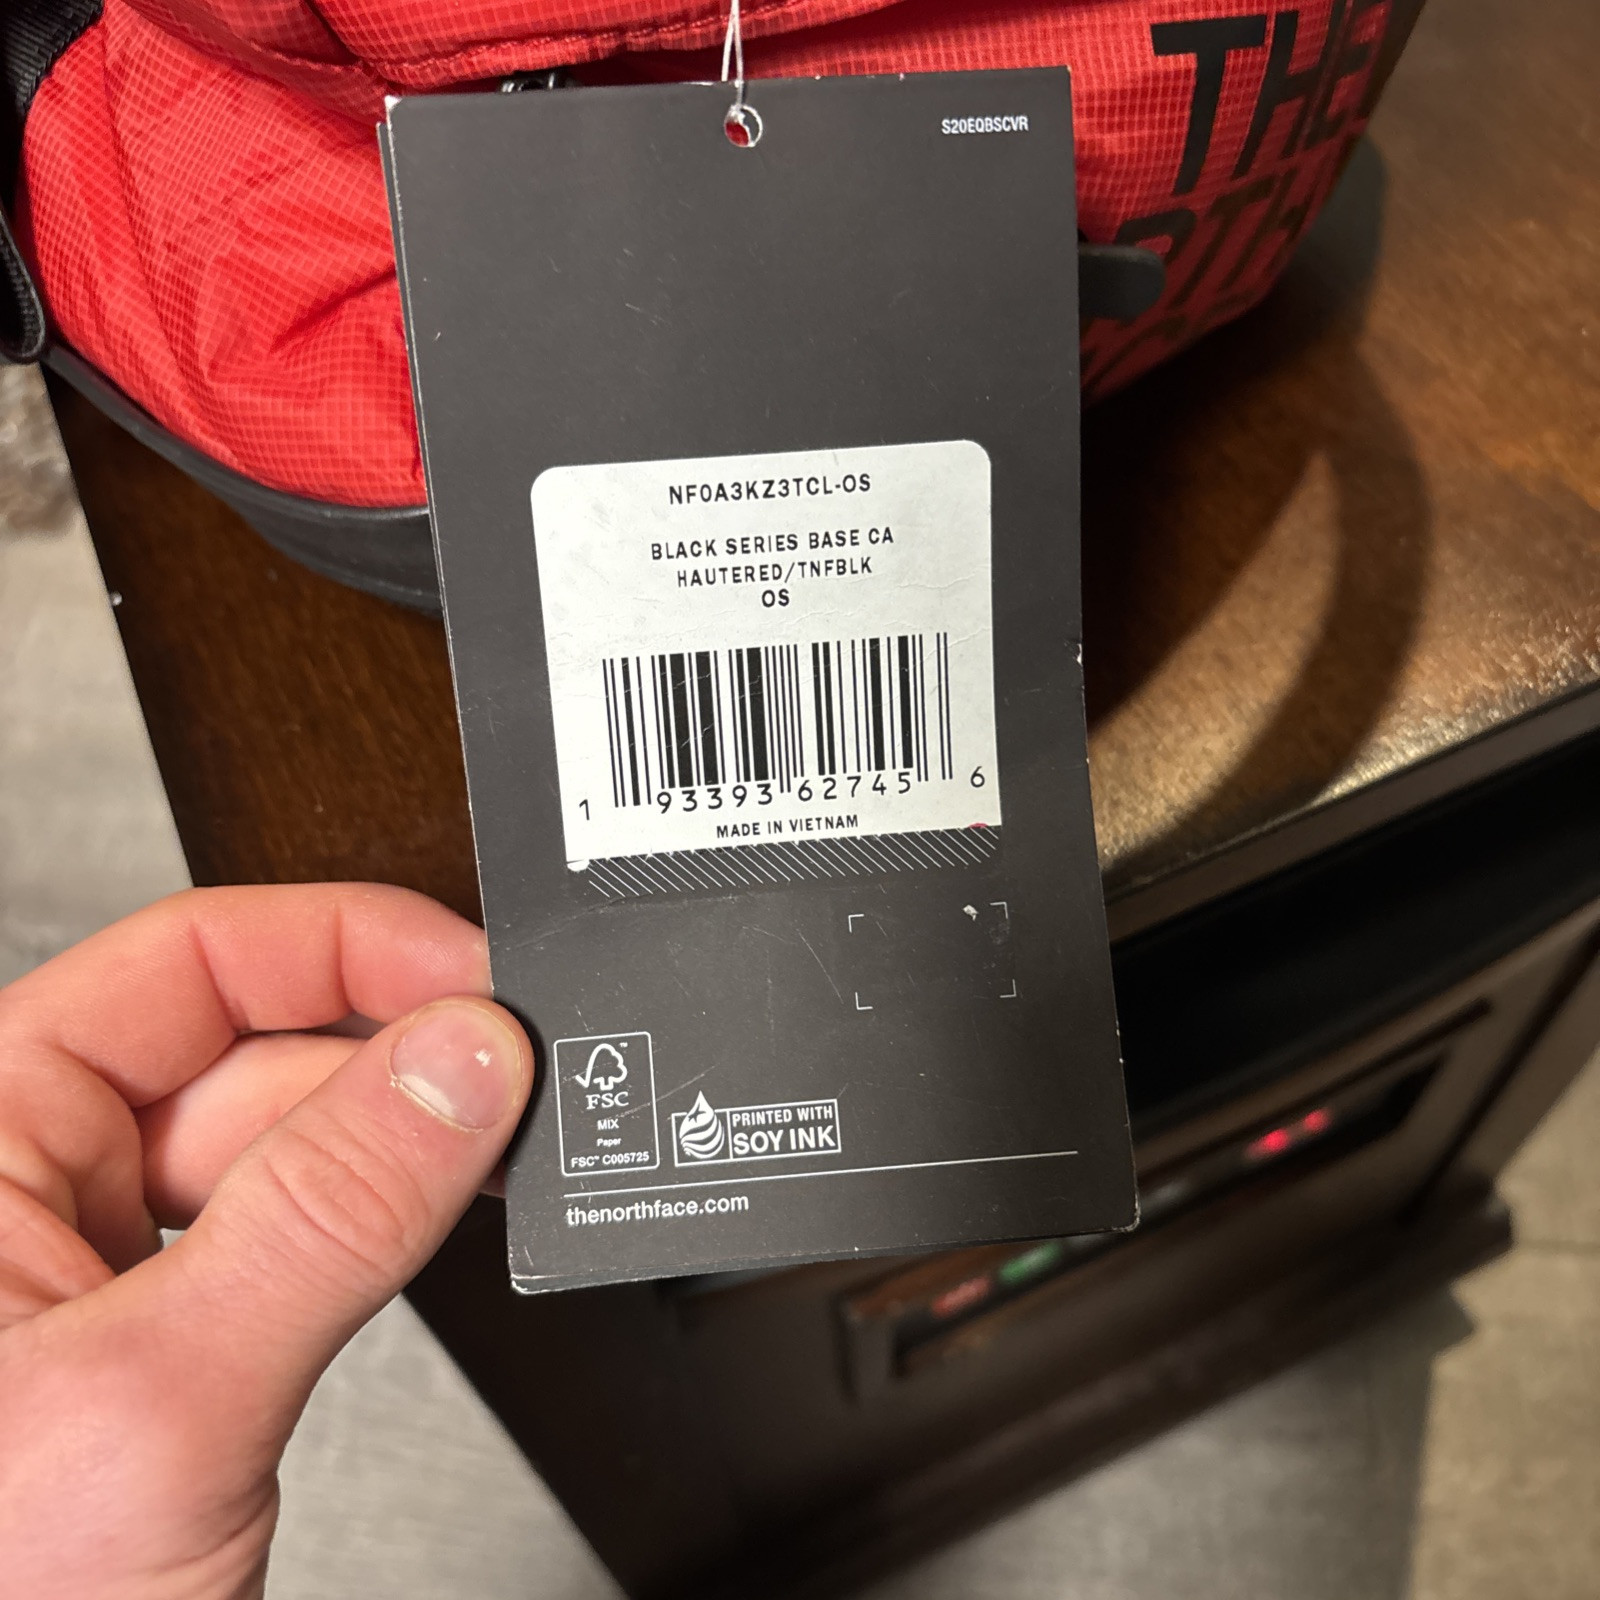 THE
S20EQBSCVR
NF0A3KZ3TCL-OS
BLACK SERIES BASE CA
HAUTERED/TNFBLK
OS
1 93393 62745 6
MADE IN VIETNAM
FSC
MIX
Paper
FSC™ C005725
PRINTED WITH
SOY INK
thenorthface.com